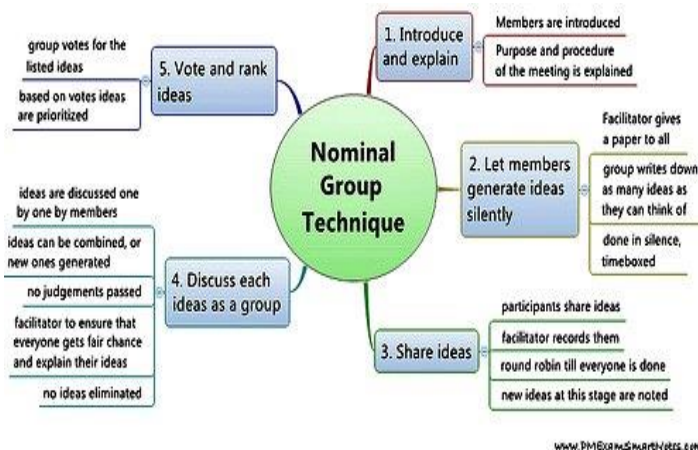 Nominal
Group
Technique
1. Introduce
and explain
Members are introduced
Purpose and procedure
of the meeting is explained
2. Let members
generate ideas
silently
Facilitator gives
a paper to all
group writes down
as many ideas as
they can think of
done in silence,
timeboxed
3. Share ideas
participants share ideas
facilitator records them
round robin till everyone is done
new ideas at this stage are noted
4. Discuss each
ideas as a group
ideas are discussed one
by one by members
ideas can be combined, or
new ones generated
no judgements passed
facilitator to ensure that
everyone gets fair chance
and explain their ideas
no ideas eliminated
5. Vote and rank
ideas
group votes for the
listed ideas
based on votes ideas
are prioritized
www.PMExamSmartNotes.com